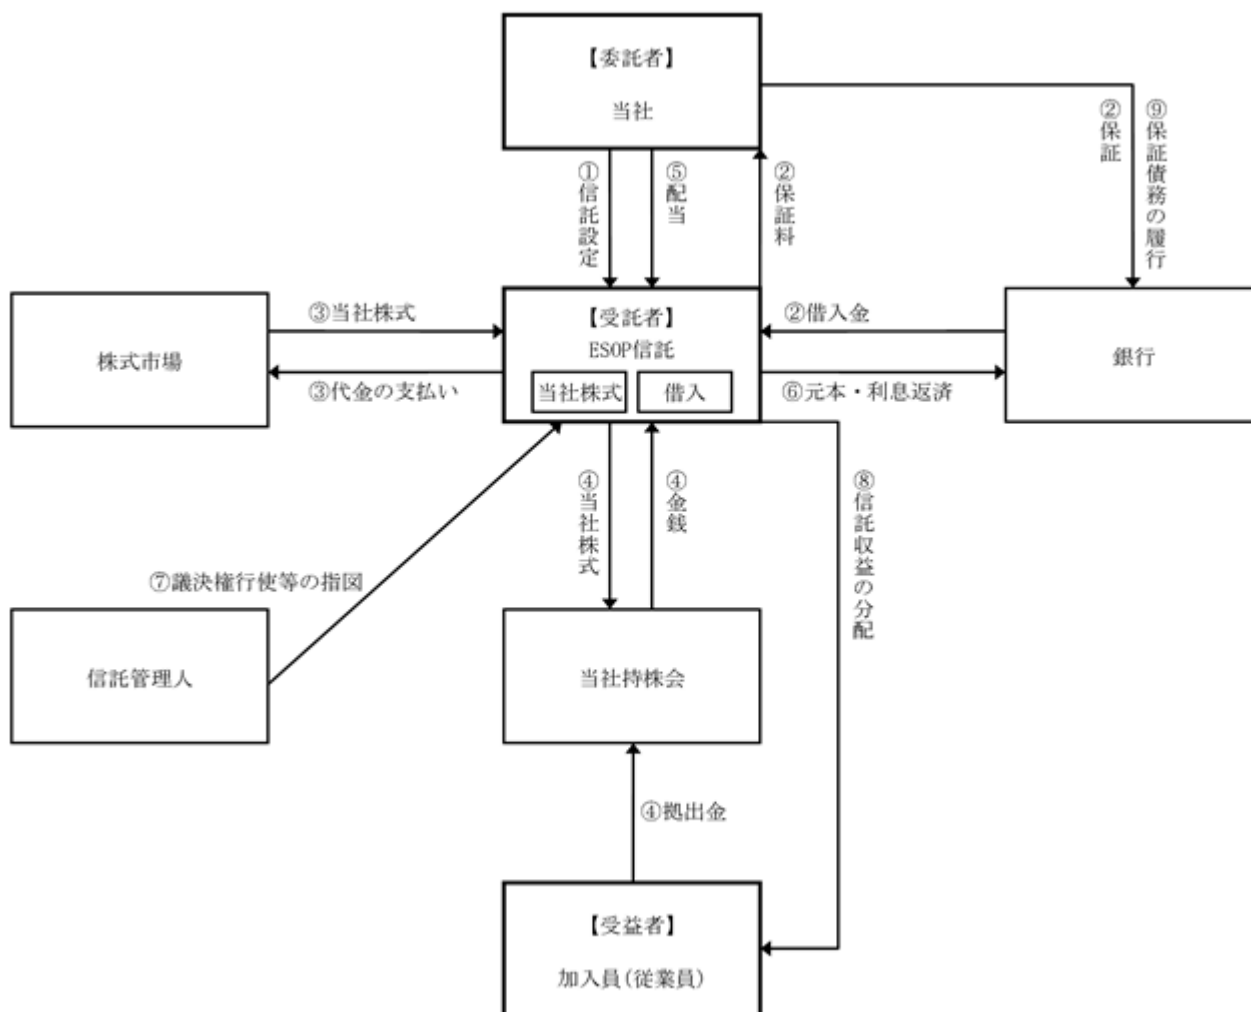 【委託者】
当社
①信託設定
⑤配当
②保証料
②保証
⑨保証債務の履行
株式市場
③当社株式
③代金の支払い
【受託者】
ESOP信託
当社株式
借入
②借入金
⑥元本・利息返済
銀行
④当社株式
④金銭
⑧信託収益の分配
⑦議決権行使等の指図
信託管理人
当社持株会
④拠出金
【受益者】
加入員(従業員)